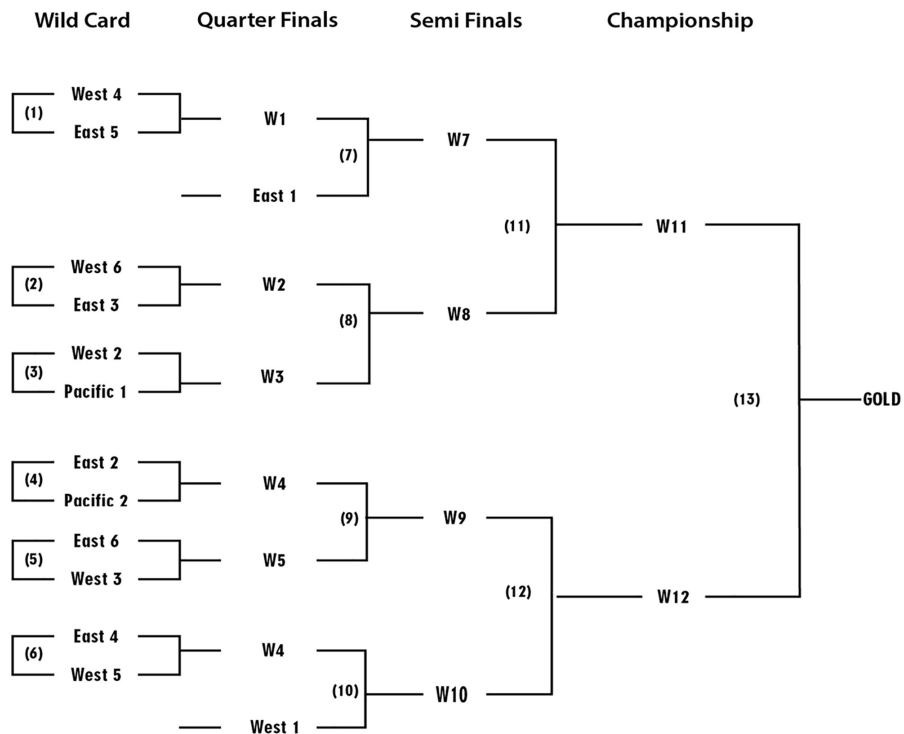 Wild Card
Quarter Finals
Semi Finals
Championship
West 4
(1)
East 5
W1
(7)
East 1
W7
West 6
(2)
East 3
W2
(8)
West 2
(3)
Pacific 1
W3
W8
(11)
W11
East 2
(4)
Pacific 2
W4
(9)
East 6
(5)
West 3
W5
W9
East 4
(6)
West 5
W4
(10)
West 1
W10
(12)
W12
(13)
GOLD